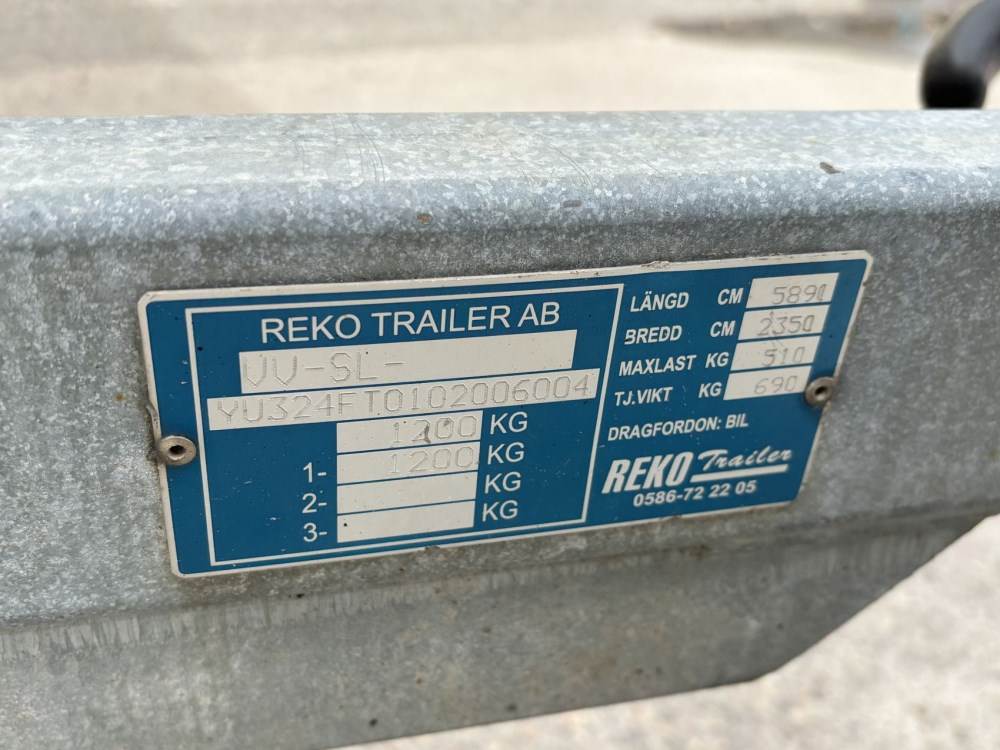 REKO TRAILER AB
VV-SL-
YU324FT0102006004
1200 KG
1- 1200 KG
2- KG
3- KG
LÄNGD CM 5890
BREDD CM 2350
MAXLAST KG 510
TJ.VIKT KG 690
DRAGFORDON: BIL
REKO Trailer
0586-72 22 05